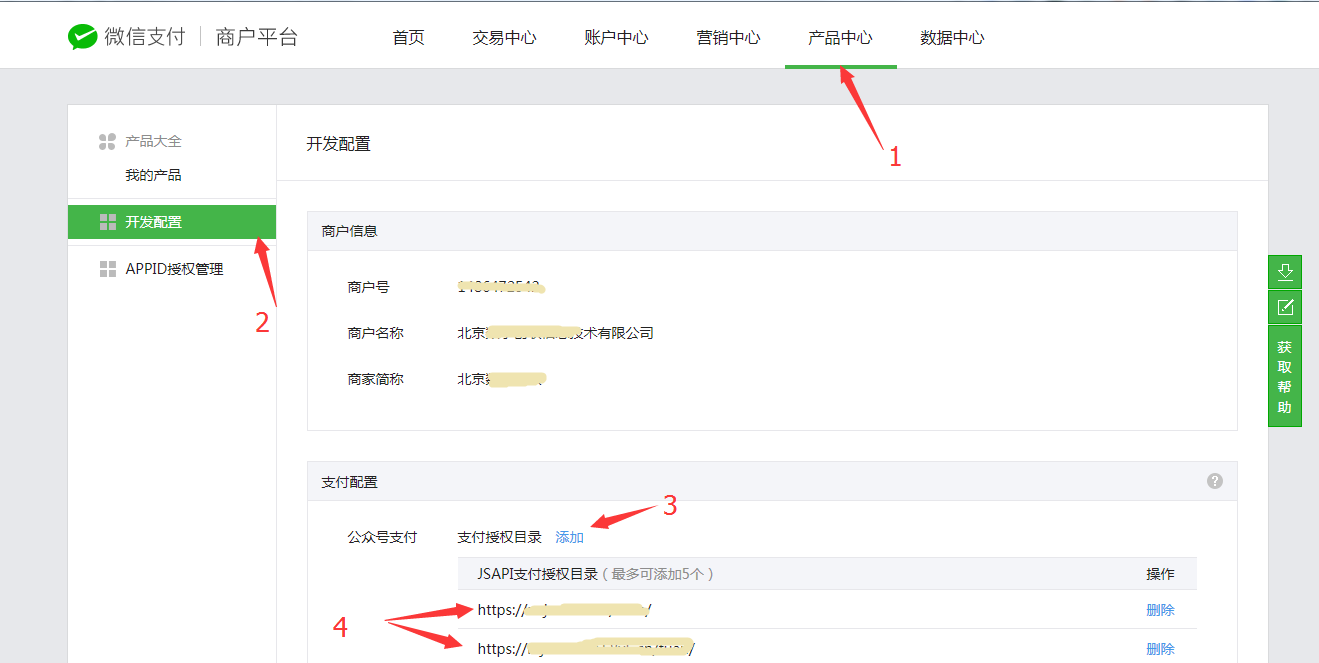 微信支付 商户平台 首页 交易中心 账户中心 营销中心 产品中心 数据中心
1
产品大全
我的产品
开发配置
APPID授权管理
2
开发配置
商户信息
商户号
商户名称 北京 技术有限公司
商家简称 北京
获取帮助
支付配置 ?
3
公众号支付 支付授权目录 添加
JSAPI支付授权目录（最多可添加5个） 操作
4
https:// / 删除
https:// / 删除